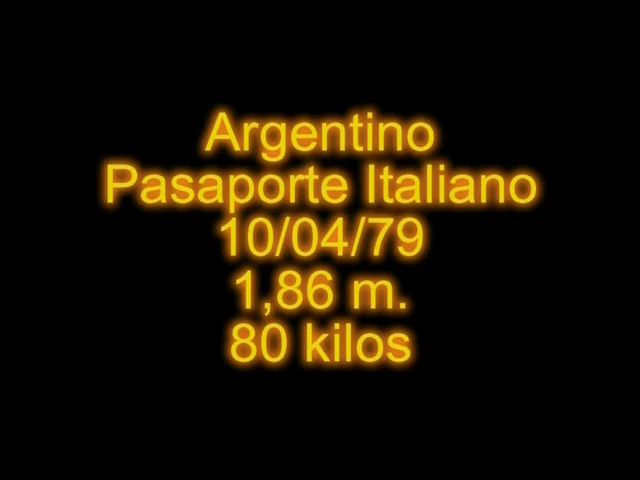 Argentino
Pasaporte Italiano
10/04/79
1,86 m.
80 kilos